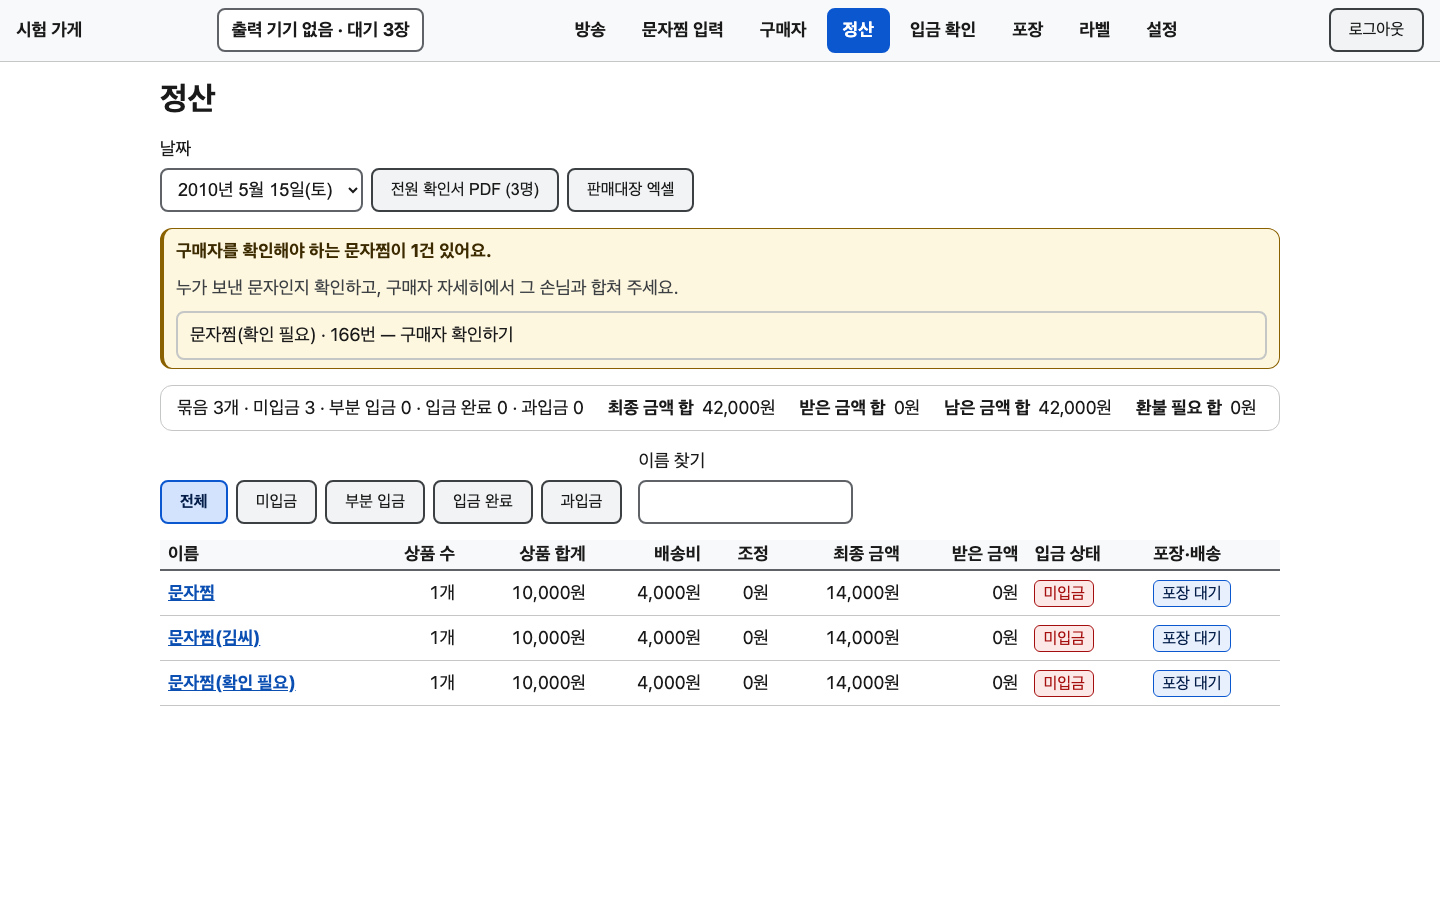 시험 가게 출력 기기 없음 · 대기 3장 방송 문자찜 입력 구매자 정산 입금 확인 포장 라벨 설정 로그아웃
정산
날짜
2010년 5월 15일(토) 전원 확인서 PDF (3명) 판매대장 엑셀
구매자를 확인해야 하는 문자찜이 1건 있어요.
누가 보낸 문자인지 확인하고, 구매자 자세히에서 그 손님과 합쳐 주세요.
문자찜(확인 필요) · 166번 — 구매자 확인하기
묶음 3개 · 미입금 3 · 부분 입금 0 · 입금 완료 0 · 과입금 0 최종 금액 합 42,000원 받은 금액 합 0원 남은 금액 합 42,000원 환불 필요 합 0원
이름 찾기
전체 미입금 부분 입금 입금 완료 과입금
이름 상품 수 상품 합계 배송비 조정 최종 금액 받은 금액 입금 상태 포장·배송
문자찜 1개 10,000원 4,000원 0원 14,000원 0원 미입금 포장 대기
문자찜(김씨) 1개 10,000원 4,000원 0원 14,000원 0원 미입금 포장 대기
문자찜(확인 필요) 1개 10,000원 4,000원 0원 14,000원 0원 미입금 포장 대기